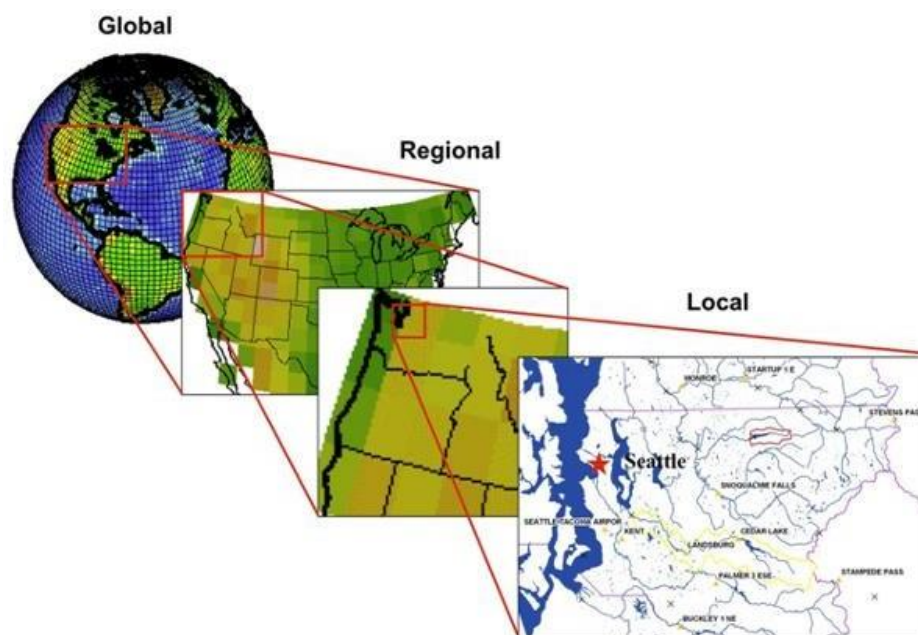 Global
Regional
Local
STARTUP 1 E
MONROE
STEVENS PAS
Seattle
SNOQUALMIE FALLS
SEATTLE-TACOMA AIRPOR
KENT
CEDAR LAKE
LANDSBURG
PALMER 3 ESE
STAMPEDE PASS
BUCKLEY 1 NE